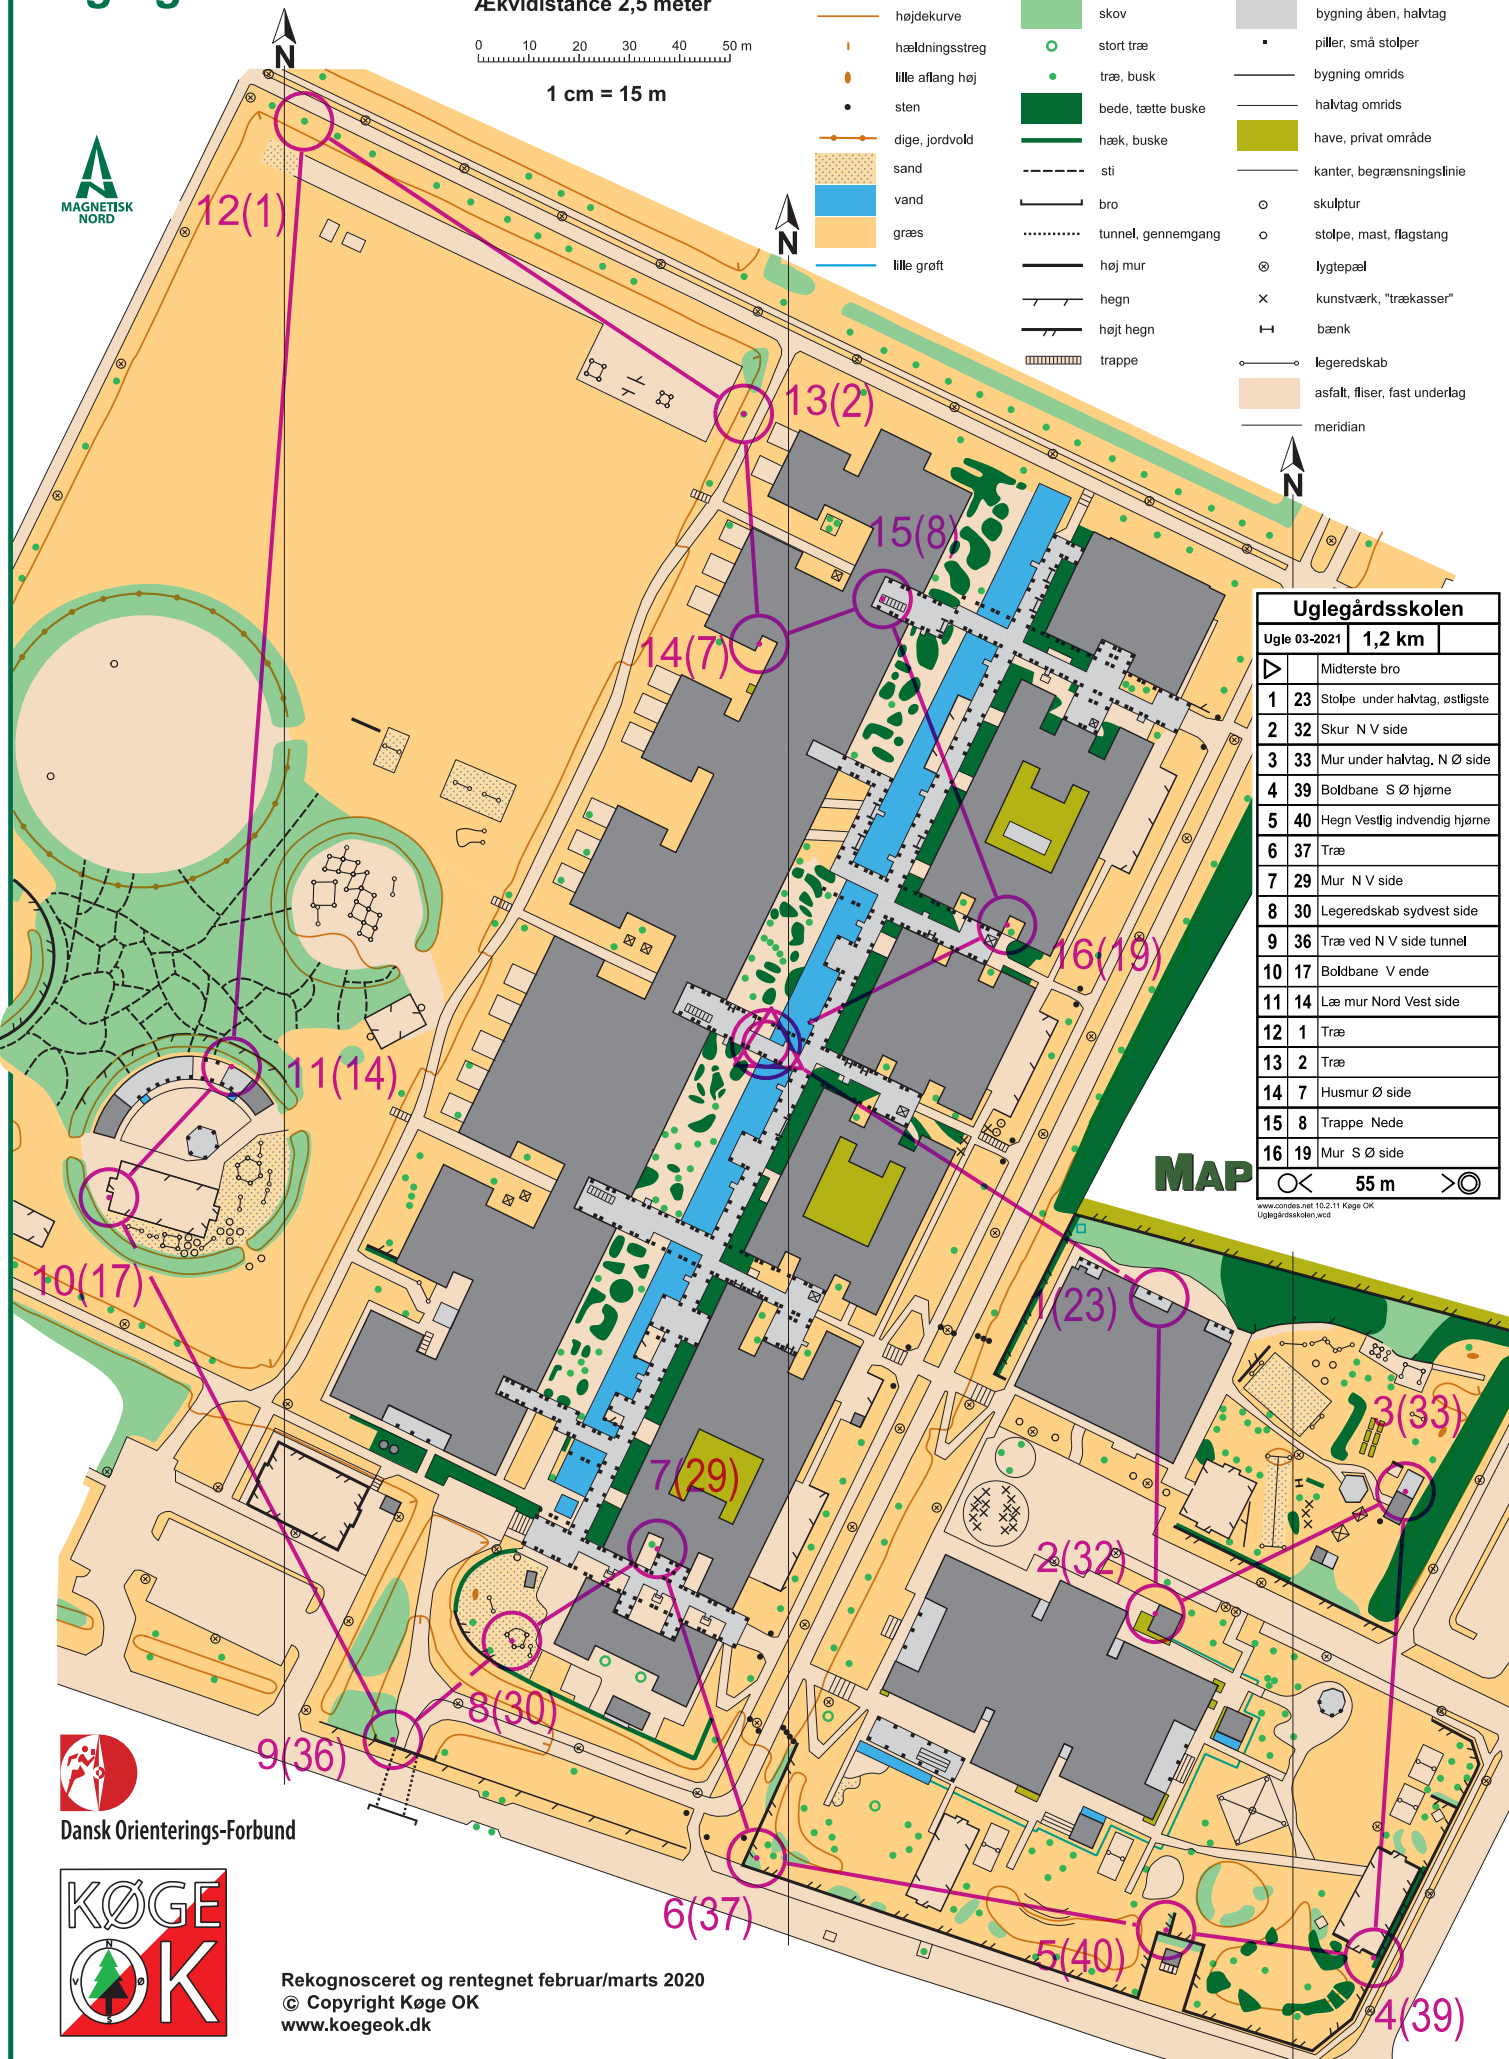 Ækvidistance 2,5 meter
0 10 20 30 40 50 m
1 cm = 15 m
højdekurve
hældningsstreg
lille aflang høj
sten
dige, jordvold
sand
vand
græs
lille grøft
skov
stort træ
træ, busk
bede, tætte buske
hæk, buske
sti
bro
tunnel, gennemgang
høj mur
hegn
højt hegn
trappe
bygning åben, halvtag
piller, små stolper
bygning omrids
halvtag omrids
have, privat område
kanter, begrænsningslinie
skulptur
stolpe, mast, flagstang
lygtepæl
kunstværk, "trækasser"
bænk
legeredskab
asfalt, fliser, fast underlag
meridian
N
N
N
MAGNETISK
NORD
12(1)
13(2)
15(8)
14(7)
16(19)
11(14)
10(17)
1(23)
3(33)
7(29)
2(32)
8(30)
9(36)
6(37)
5(40)
4(39)
Uglegårdsskolen
Ugle 03-2021 1,2 km
Midterste bro
1 23 Stolpe under halvtag, østligste
2 32 Skur N V side
3 33 Mur under halvtag. N Ø side
4 39 Boldbane S Ø hjørne
5 40 Hegn Vestlig indvendig hjørne
6 37 Træ
7 29 Mur N V side
8 30 Legeredskab sydvest side
9 36 Træ ved N V side tunnel
10 17 Boldbane V ende
11 14 Læ mur Nord Vest side
12 1 Træ
13 2 Træ
14 7 Husmur Ø side
15 8 Trappe Nede
16 19 Mur S Ø side
55 m
www.condes.net 10.2.11 Køge OK
Uglegårdsskolen.wcd
MAP
Dansk Orienterings-Forbund
KØGE
OK
N
V Ø
S
Rekognosceret og rentegnet februar/marts 2020
© Copyright Køge OK
www.koegeok.dk